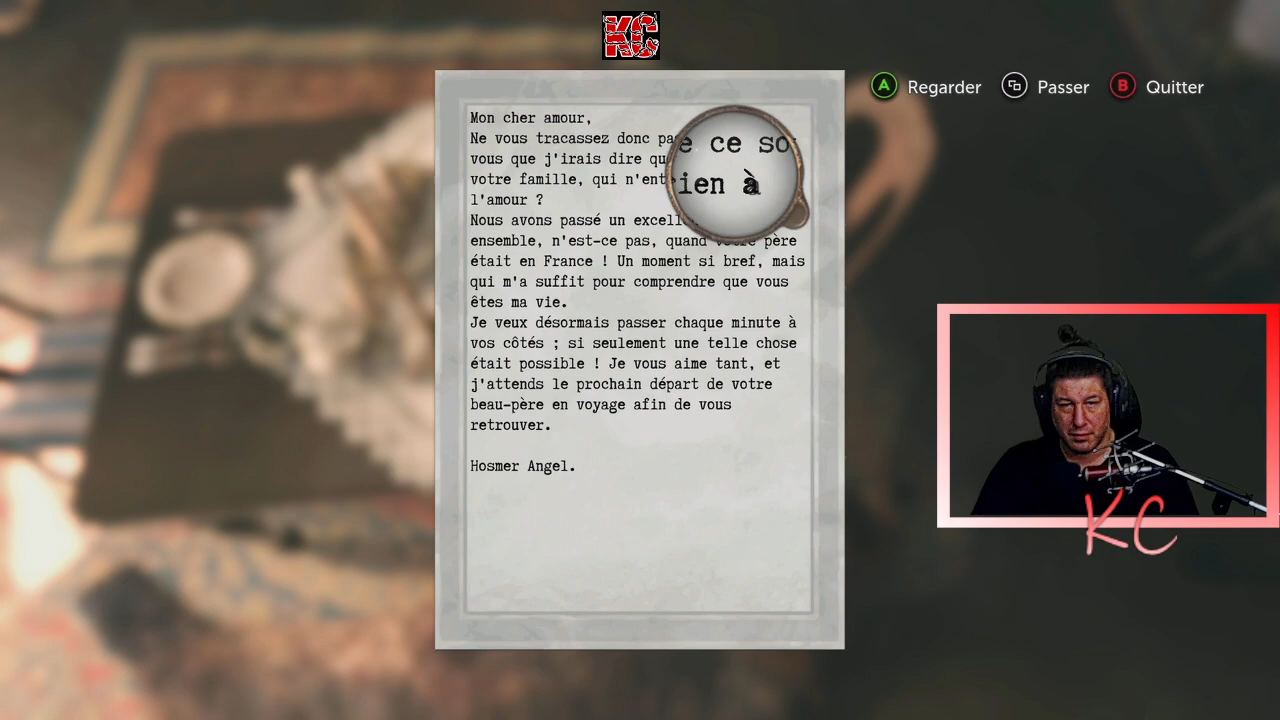 KC
Regarder Passer Quitter
Mon cher amour,
Ne vous tracassez donc
vous que j'irais dire
e ce so
votre famille, qui
ien à
l'amour ?
Nous avons passé un
ensemble, n'est-ce pas, quand votre père
était en France ! Un moment si bref, mais
qui m'a suffit pour comprendre que vous
êtes ma vie.
Je veux désormais passer chaque minute à
vos côtés ; si seulement une telle chose
était possible ! Je vous aime tant, et
j'attends le prochain départ de votre
beau-père en voyage afin de vous
retrouver.
Hosmer Angel.
KC